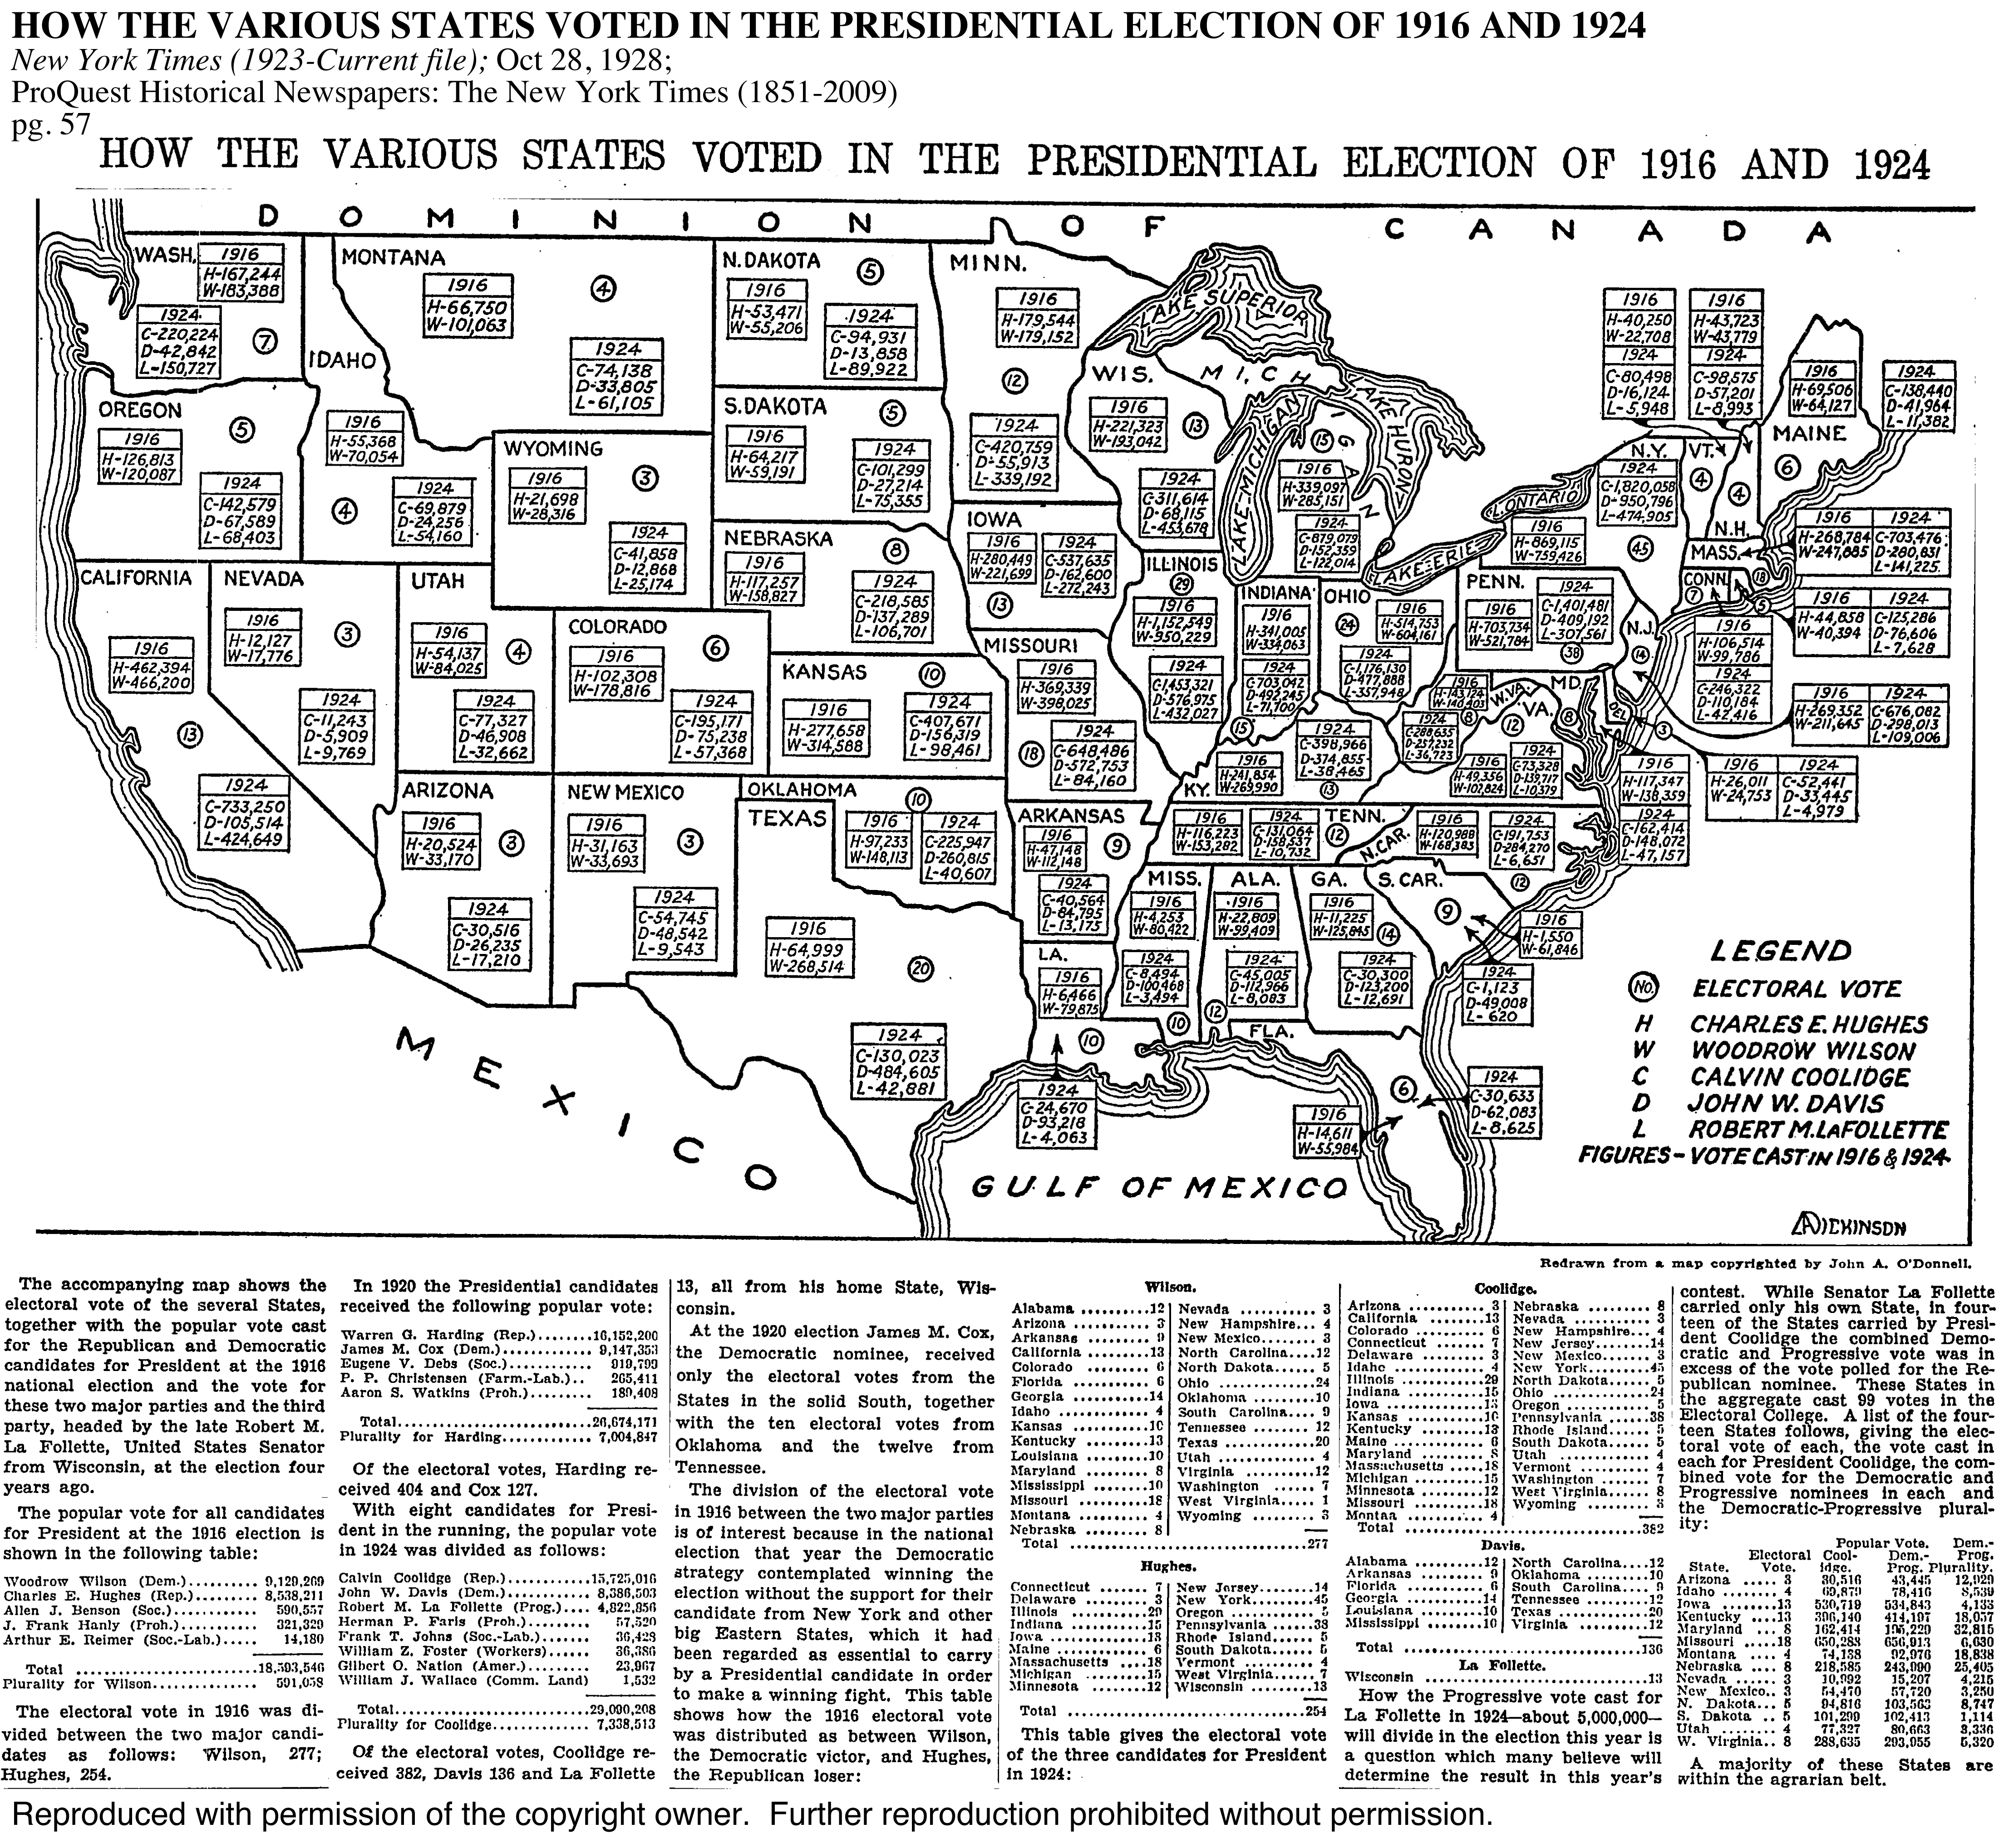 HOW THE VARIOUS STATES VOTED IN THE PRESIDENTIAL ELECTION OF 1916 AND 1924
New York Times (1923-Current file); Oct 28, 1928;
ProQuest Historical Newspapers: The New York Times (1851-2009)
pg. 57
HOW THE VARIOUS STATES VOTED IN THE PRESIDENTIAL ELECTION OF 1916 AND 1924
DOMINION OF CANADA
WASH.
1916
H-167,244
W-183,388
1924
C-220,224
D-42,842
L-150,727
7
MONTANA
1916
H-66,750
W-101,063
4
1924
C-74,138
D-33,805
L-61,105
IDAHO
1916
H-55,368
W-70,054
4
1924
C-69,879
D-24,256
L-54,160
N.DAKOTA
5
1916
H-53,471
W-55,206
1924
C-94,931
D-13,858
L-89,922
MINN.
1916
H-179,544
W-179,152
12
1924
C-420,759
D-55,913
L-339,192
OREGON
5
1916
H-126,813
W-120,087
1924
C-142,579
D-67,589
L-68,403
WYOMING
3
1916
H-21,698
W-28,316
1924
C-41,858
D-12,868
L-25,174
S.DAKOTA
5
1916
H-64,217
W-59,191
1924
C-101,299
D-27,214
L-75,355
NEBRASKA
8
1916
H-117,257
W-158,827
1924
C-218,585
D-137,289
L-106,701
IOWA
1916
H-280,449
W-221,699
1924
C-537,635
D-162,600
L-272,243
13
WIS.
1916
H-221,323
W-193,042
13
1924
C-311,614
D-68,115
L-453,678
LAKE SUPERIOR
LAKE MICHIGAN
LAKE HURON
MICHIGAN
15
1916
H-339,097
W-285,151
1924
C-879,079
D-152,359
L-122,014
L. ONTARIO
LAKE ERIE
1916
H-40,250
W-22,708
1924
C-80,498
D-16,124
L-5,948
1916
H-43,723
W-43,779
1924
C-98,575
D-57,201
L-8,993
1916
H-69,506
W-64,127
1924
C-138,440
D-41,964
L-11,382
MAINE
6
VT.
4
N.H.
4
N.Y.
1924
C-1,820,058
D-950,796
L-474,905
1916
H-869,115
W-759,426
45
MASS.
18
1916
H-268,784
W-247,885
1924
C-703,476
D-280,831
L-141,225
CONN.
7
5
1916
H-44,858
W-40,394
1924
C-125,286
D-76,606
L-7,628
1916
H-106,514
W-99,786
1924
C-246,322
D-110,184
L-42,416
1916
H-269,352
W-211,645
1924
C-676,082
D-298,013
L-109,006
N.J.
14
PENN.
1916
H-703,734
W-521,784
1924
C-1,401,481
D-409,192
L-307,561
38
CALIFORNIA
1916
H-462,394
W-466,200
13
1924
C-733,250
D-105,514
L-424,649
NEVADA
1916
H-12,127
W-17,776
3
1924
C-11,243
D-5,909
L-9,769
UTAH
1916
H-54,137
W-84,025
4
1924
C-77,327
D-46,908
L-32,662
COLORADO
1916
H-102,308
W-178,816
6
1924
C-195,171
D-75,238
L-57,368
KANSAS
10
1916
H-277,658
W-314,588
1924
C-407,671
D-156,319
L-98,461
MISSOURI
1916
H-369,339
W-398,025
18
1924
C-648,486
D-572,753
L-84,160
ILLINOIS
29
1916
H-1,152,549
W-950,229
1924
C-1,453,321
D-576,975
L-432,027
INDIANA
1916
H-341,005
W-334,063
1924
C-703,042
D-492,245
L-71,700
15
OHIO
24
1916
H-514,753
W-604,161
1924
C-1,176,130
D-477,888
L-357,948
W.VA.
1916
H-143,124
W-140,403
8
1924
C-288,635
D-257,232
L-36,723
VA.
12
1916
H-49,356
W-102,824
1924
C-73,328
D-139,717
L-10,379
MD.
8
DEL.
3
1916
H-117,347
W-138,359
1924
C-162,414
D-148,072
L-47,157
1916
H-26,011
W-24,753
1924
C-52,441
D-33,445
L-4,979
KY.
1916
H-241,854
W-269,990
1924
C-398,966
D-374,855
L-38,465
13
ARIZONA
1916
H-20,524
W-33,170
3
1924
C-30,516
D-26,235
L-17,210
NEW MEXICO
1916
H-31,163
W-33,693
3
1924
C-54,745
D-48,542
L-9,543
OKLAHOMA
10
1916
H-97,233
W-148,113
1924
C-225,947
D-260,815
L-40,607
TEXAS
1916
H-64,999
W-268,514
20
1924
C-130,023
D-484,605
L-42,881
ARKANSAS
1916
H-47,148
W-112,148
9
1924
C-40,564
D-84,795
L-13,175
TENN.
1916
H-116,223
W-153,282
1924
C-131,064
D-158,537
L-10,732
12
N.CAR.
1916
H-120,988
W-168,383
1924
C-191,753
D-284,270
L-6,651
12
S.CAR.
9
1916
H-1,550
W-61,846
1924
C-1,123
D-49,008
L-620
MISS.
1916
H-4,253
W-80,422
1924
C-8,494
D-100,468
L-3,494
10
ALA.
1916
H-22,809
W-99,409
1924
C-45,005
D-112,966
L-8,083
12
GA.
1916
H-11,225
W-125,845
14
1924
C-30,300
D-123,200
L-12,691
LA.
1916
H-6,466
W-79,875
10
1924
C-24,670
D-93,218
L-4,063
FLA.
6
1916
H-14,611
W-55,984
1924
C-30,633
D-62,083
L-8,625
MEXICO
GULF OF MEXICO
LEGEND
No. ELECTORAL VOTE
H CHARLES E. HUGHES
W WOODROW WILSON
C CALVIN COOLIDGE
D JOHN W. DAVIS
L ROBERT M. LAFOLLETTE
FIGURES - VOTE CAST IN 1916 & 1924
DICKINSON
Redrawn from a map copyrighted by John A. O'Donnell.
The accompanying map shows the
electoral vote of the several States,
together with the popular vote cast
for the Republican and Democratic
candidates for President at the 1916
national election and the vote for
these two major parties and the third
party, headed by the late Robert M.
La Follette, United States Senator
from Wisconsin, at the election four
years ago.
The popular vote for all candidates
for President at the 1916 election is
shown in the following table:
Woodrow Wilson (Dem.).......... 9,129,269
Charles E. Hughes (Rep.)........ 8,538,211
Allen J. Benson (Soc.)........... 590,557
J. Frank Hanly (Proh.).......... 321,329
Arthur E. Reimer (Soc.-Lab.)..... 14,180
Total ....................18,593,546
Plurality for Wilson.............. 591,058
The electoral vote in 1916 was di-
vided between the two major candi-
dates as follows: Wilson, 277;
Hughes, 254.
In 1920 the Presidential candidates
received the following popular vote:
Warren G. Harding (Rep.)........16,152,200
James M. Cox (Dem.)............. 9,147,353
Eugene V. Debs (Soc.)........... 919,799
P. P. Christensen (Farm.-Lab.).. 265,411
Aaron S. Watkins (Proh.)........ 189,408
Total......................26,674,171
Plurality for Harding............ 7,004,847
Of the electoral votes, Harding re-
ceived 404 and Cox 127.
With eight candidates for Presi-
dent in the running, the popular vote
in 1924 was divided as follows:
Calvin Coolidge (Rep.)..........15,725,016
John W. Davis (Dem.)............ 8,386,503
Robert M. La Follette (Prog.).... 4,822,856
Herman P. Faris (Proh.)......... 57,520
Frank T. Johns (Soc.-Lab.)...... 36,428
William Z. Foster (Workers)...... 36,386
Gilbert O. Nation (Amer.)........ 23,967
William J. Wallace (Comm. Land) 1,532
Total......................29,090,208
Plurality for Coolidge............ 7,338,513
Of the electoral votes, Coolidge re-
ceived 382, Davis 136 and La Follette
13, all from his home State, Wis-
consin.
At the 1920 election James M. Cox,
the Democratic nominee, received
only the electoral votes from the
States in the solid South, together
with the ten electoral votes from
Oklahoma and the twelve from
Tennessee.
The division of the electoral vote
in 1916 between the two major parties
is of interest because in the national
election that year the Democratic
strategy contemplated winning the
election without the support for their
candidate from New York and other
big Eastern States, which it had
been regarded as essential to carry
by a Presidential candidate in order
to make a winning fight. This table
shows how the 1916 electoral vote
was distributed as between Wilson,
the Democratic victor, and Hughes,
the Republican loser:
Wilson.
Alabama ..........12
Arizona ........... 3
Arkansas ......... 9
California ........13
Colorado ......... 6
Florida ........... 6
Georgia ..........14
Idaho ............ 4
Kansas ...........10
Kentucky .........13
Louisiana ........10
Maryland ......... 8
Mississippi .......10
Missouri .........18
Montana ......... 4
Nebraska ........ 8
Nevada .......... 3
New Hampshire... 4
New Mexico...... 3
North Carolina....12
North Dakota..... 5
Ohio .............24
Oklahoma ........10
South Carolina.... 9
Tennessee ........12
Texas ............20
Utah ............. 4
Virginia ..........12
Washington ...... 7
West Virginia..... 1
Wyoming ......... 3
Total ..........................277
Hughes.
Connecticut ...... 7
Delaware ......... 3
Illinois ...........29
Indiana ..........15
Iowa .............13
Maine ............ 6
Massachusetts ....18
Michigan .........15
Minnesota ........12
New Jersey.......14
New York.........45
Oregon ........... 5
Pennsylvania .....38
Rhode Island..... 5
South Dakota..... 5
Vermont ......... 4
West Virginia..... 7
Wisconsin ........13
Total ..........................254
This table gives the electoral vote
of the three candidates for President
in 1924:
Coolidge.
Arizona .......... 3
California ........13
Colorado ......... 6
Connecticut ...... 7
Delaware ......... 3
Idaho ............ 4
Illinois ...........29
Indiana ..........15
Iowa .............13
Kansas ...........10
Kentucky .........13
Maine ............ 6
Maryland ......... 8
Massachusetts ....18
Michigan .........15
Minnesota ........12
Missouri .........18
Montan .......... 4
Nebraska ........ 8
Nevada .......... 3
New Hampshire... 4
New Jersey.......14
New Mexico...... 3
New York.........45
North Dakota..... 5
Ohio .............24
Oregon ........... 5
Pennsylvania .....38
Rhode Island..... 5
South Dakota..... 5
Utah ............. 4
Vermont ......... 4
Washington ...... 7
West Virginia..... 8
Wyoming ......... 3
Total ..........................382
Davis.
Alabama ..........12
Arkansas ......... 9
Florida ........... 6
Georgia ..........14
Louisiana ........10
Mississippi .......10
North Carolina....12
Oklahoma ........10
South Carolina.... 9
Tennessee ........12
Texas ............20
Virginia ..........12
Total ..........................136
La Follette.
Wisconsin ..........................13
How the Progressive vote cast for
La Follette in 1924—about 5,000,000—
will divide in the election this year is
a question which many believe will
determine the result in this year's
contest. While Senator La Follette
carried only his own State, in four-
teen of the States carried by Presi-
dent Coolidge the combined Demo-
cratic and Progressive vote was in
excess of the vote polled for the Re-
publican nominee. These States in
the aggregate cast 99 votes in the
Electoral College. A list of the four-
teen States follows, giving the elec-
toral vote of each, the vote cast in
each for President Coolidge, the com-
bined vote for the Democratic and
Progressive nominees in each and
the Democratic-Progressive plural-
ity:
Popular Vote. Dem.-
Electoral Cool- Dem.- Prog.
State. Vote. idge. Prog. Plurality.
Arizona ..... 3 30,516 43,445 12,929
Idaho ....... 4 69,879 78,416 8,539
Iowa ........13 530,719 534,843 4,133
Kentucky ...13 396,140 414,197 18,057
Maryland ... 8 162,414 195,229 32,815
Missouri ....18 650,283 656,913 6,630
Montana .... 4 74,138 92,976 18,838
Nebraska ... 8 218,585 243,990 25,405
Nevada ..... 3 10,992 15,207 4,215
New Mexico.. 3 54,470 57,720 3,250
N. Dakota... 5 94,816 103,563 8,747
S. Dakota .. 5 101,299 102,413 1,114
Utah ....... 4 77,327 80,663 3,336
W. Virginia.. 8 288,635 293,955 5,320
A majority of these States are
within the agrarian belt.
Reproduced with permission of the copyright owner. Further reproduction prohibited without permission.